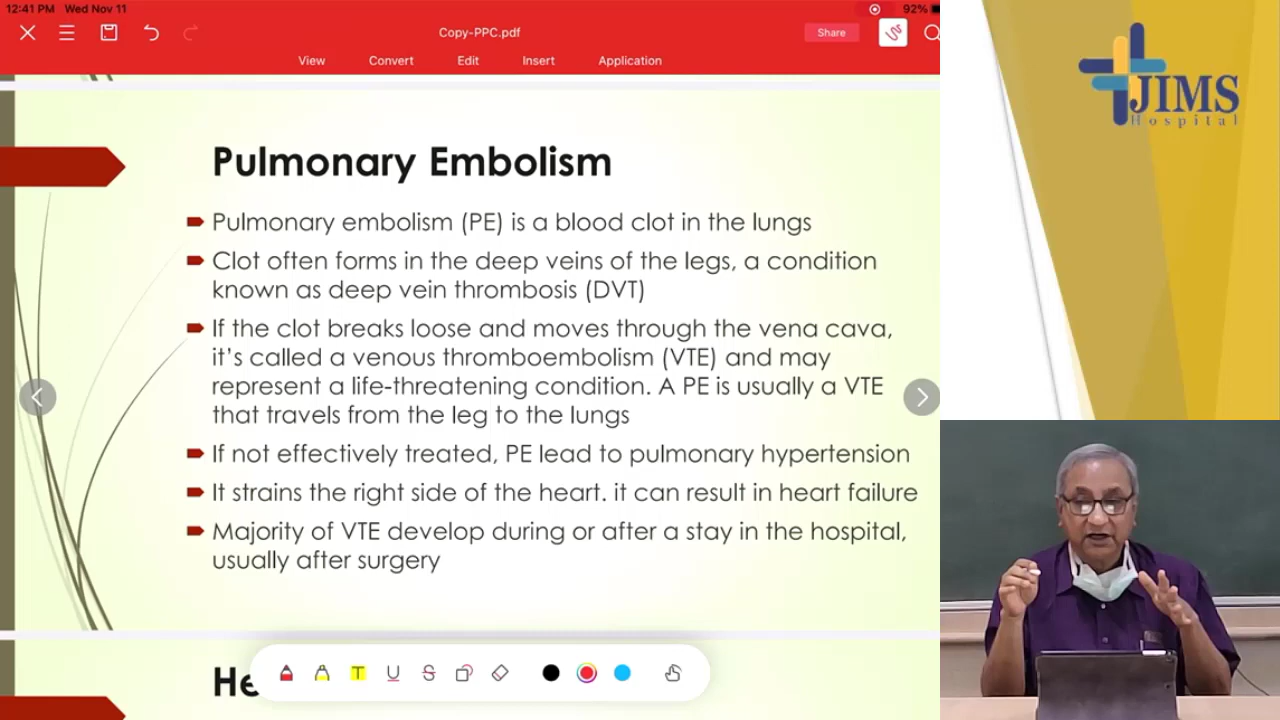 12:41 PM Wed Nov 11
92%
Copy-PPC.pdf
Share
View Convert Edit Insert Application
JIMS
Hospital
Pulmonary Embolism
Pulmonary embolism (PE) is a blood clot in the lungs
Clot often forms in the deep veins of the legs, a condition
known as deep vein thrombosis (DVT)
If the clot breaks loose and moves through the vena cava,
it's called a venous thromboembolism (VTE) and may
represent a life-threatening condition. A PE is usually a VTE
that travels from the leg to the lungs
If not effectively treated, PE lead to pulmonary hypertension
It strains the right side of the heart. it can result in heart failure
Majority of VTE develop during or after a stay in the hospital,
usually after surgery
T U S